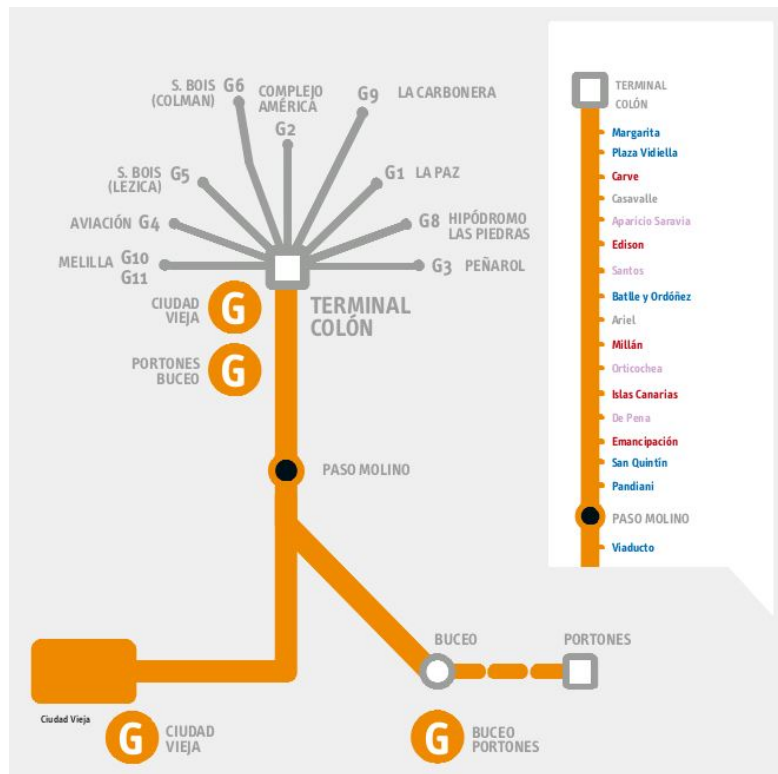 S. BOIS G6
(COLMAN)
COMPLEJO
AMÉRICA
G2
G9 LA CARBONERA
S. BOIS G5
(LEZICA)
G1 LA PAZ
AVIACIÓN G4
G8 HIPÓDROMO
LAS PIEDRAS
MELILLA G10
G11
G3 PEÑAROL
CIUDAD
VIEJA
G
TERMINAL
COLÓN
PORTONES
BUCEO
G
PASO MOLINO
BUCEO
PORTONES
Ciudad Vieja
G
CIUDAD
VIEJA
G
BUCEO
PORTONES
TERMINAL
COLÓN
Margarita
Plaza Vidiella
Carve
Casavalle
Aparicio Saravia
Edison
Santos
Batlle y Ordóñez
Ariel
Millán
Orticochea
Islas Canarias
De Pena
Emancipación
San Quintín
Pandiani
PASO MOLINO
Viaducto